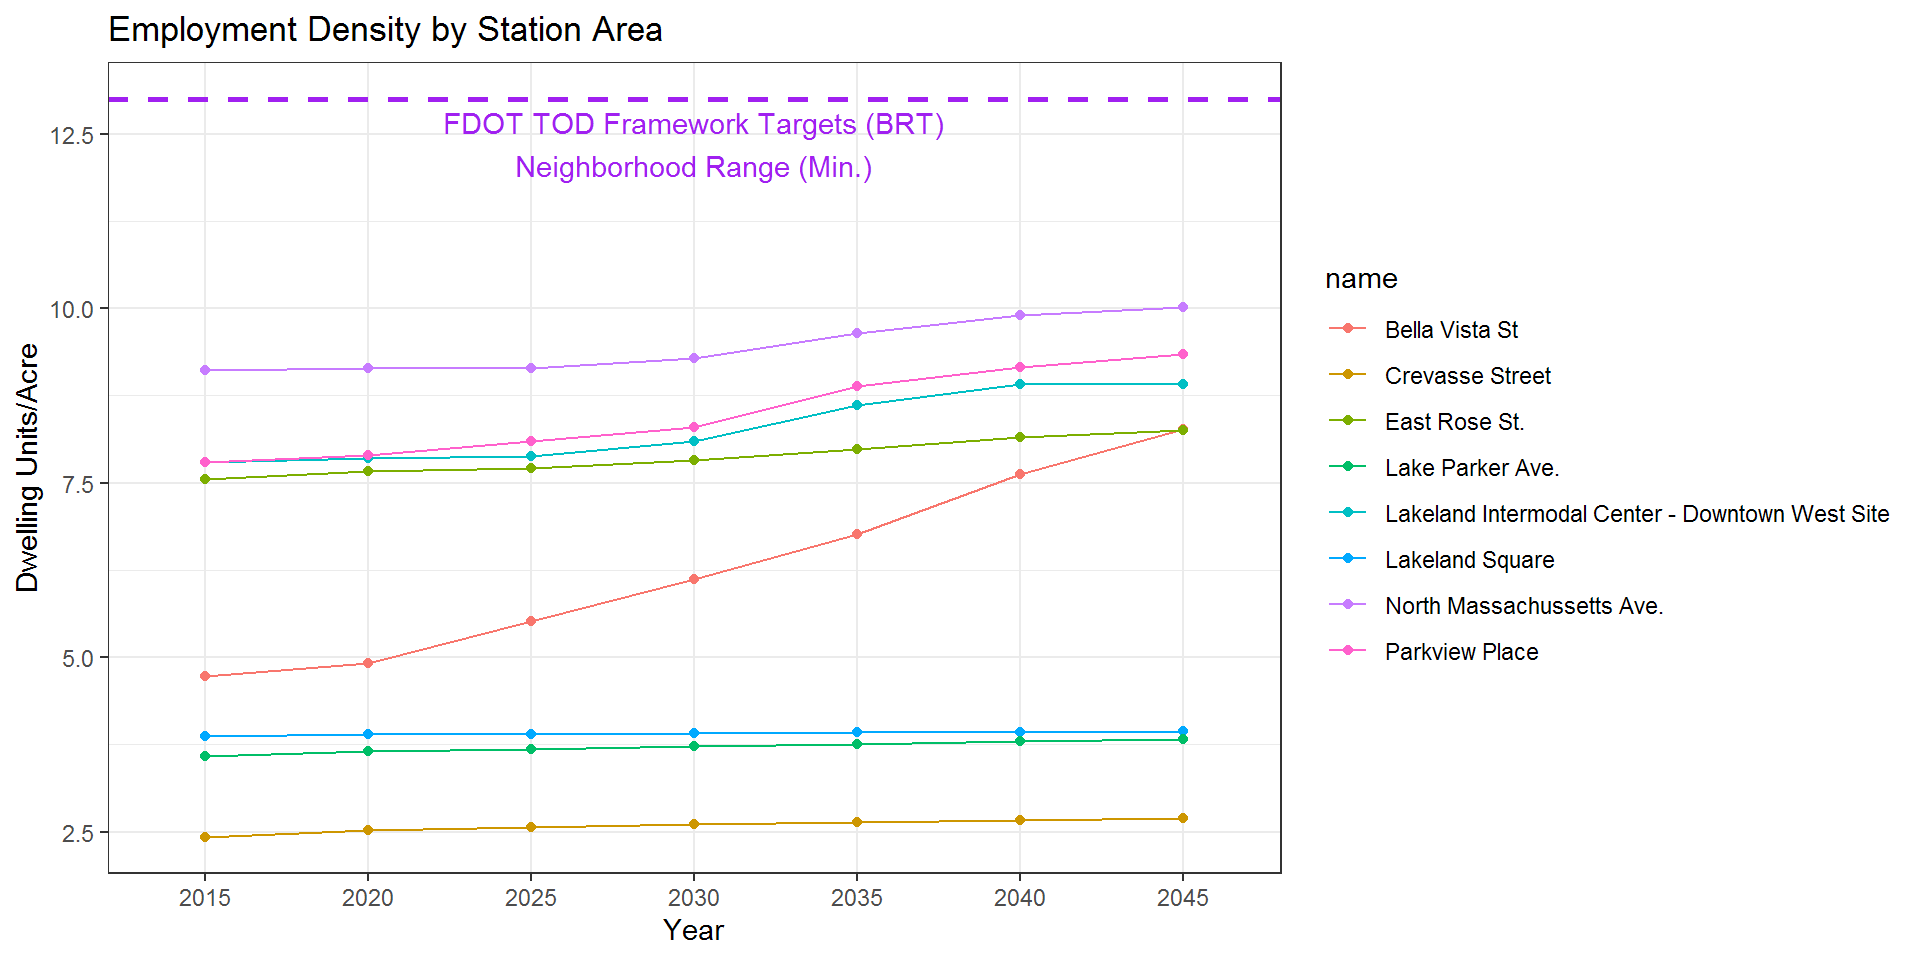 Employment Density by Station Area
FDOT TOD Framework Targets (BRT)
Neighborhood Range (Min.)
12.5
10.0
7.5
5.0
2.5
Dwelling Units/Acre
2015
2020
2025
2030
2035
2040
2045
Year
name
Bella Vista St
Crevasse Street
East Rose St.
Lake Parker Ave.
Lakeland Intermodal Center - Downtown West Site
Lakeland Square
North Massachussetts Ave.
Parkview Place